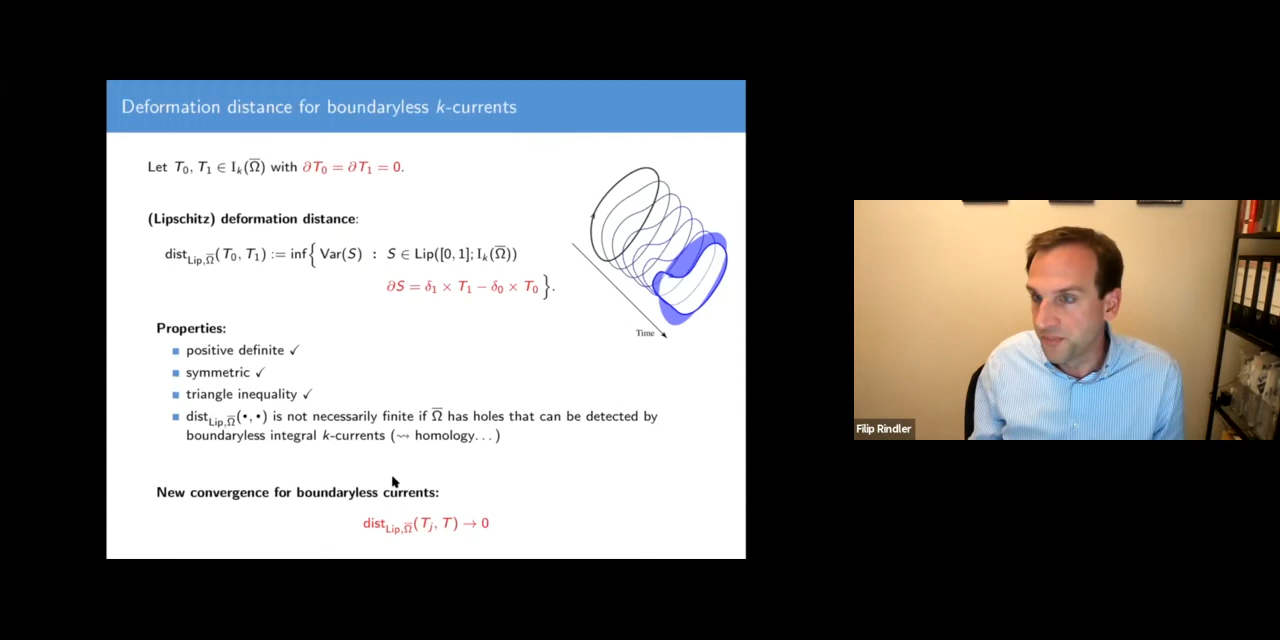 Deformation distance for boundaryless k-currents
Let T₀, T₁ ∈ I_k(Ω̅) with ∂T₀ = ∂T₁ = 0.
(Lipschitz) deformation distance:
dist_{Lip,Ω̅}(T₀, T₁) := inf{ Var(S) : S ∈ Lip([0, 1]; I_k(Ω̅))
∂S = δ₁ × T₁ − δ₀ × T₀ }.
Time
Properties:
■ positive definite ✓
■ symmetric ✓
■ triangle inequality ✓
■ dist_{Lip,Ω̅}(•, •) is not necessarily finite if Ω̅ has holes that can be detected by
boundaryless integral k-currents (⇝ homology…)
New convergence for boundaryless currents:
dist_{Lip,Ω̅}(T_j, T) → 0
Filip Rindler